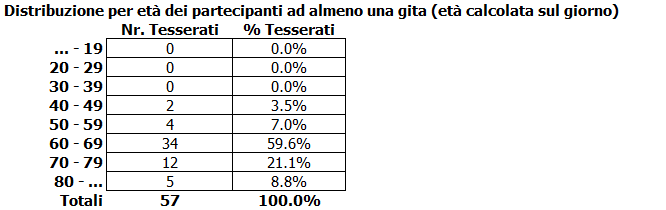 Distribuzione per età dei partecipanti ad almeno una gita (età calcolata sul giorno)
Nr. Tesserati % Tesserati
... - 19 0 0.0%
20 - 29 0 0.0%
30 - 39 0 0.0%
40 - 49 2 3.5%
50 - 59 4 7.0%
60 - 69 34 59.6%
70 - 79 12 21.1%
80 - ... 5 8.8%
Totali 57 100.0%